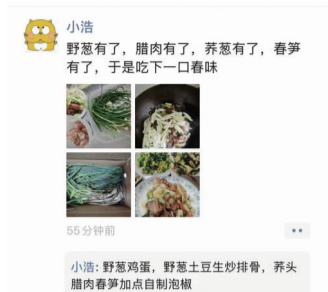 小浩
野葱有了，腊肉有了，荞葱有了，春笋
有了，于是吃下一口春味
55分钟前
小浩: 野葱鸡蛋，野葱土豆生炒排骨，荞头
腊肉春笋加点自制泡椒